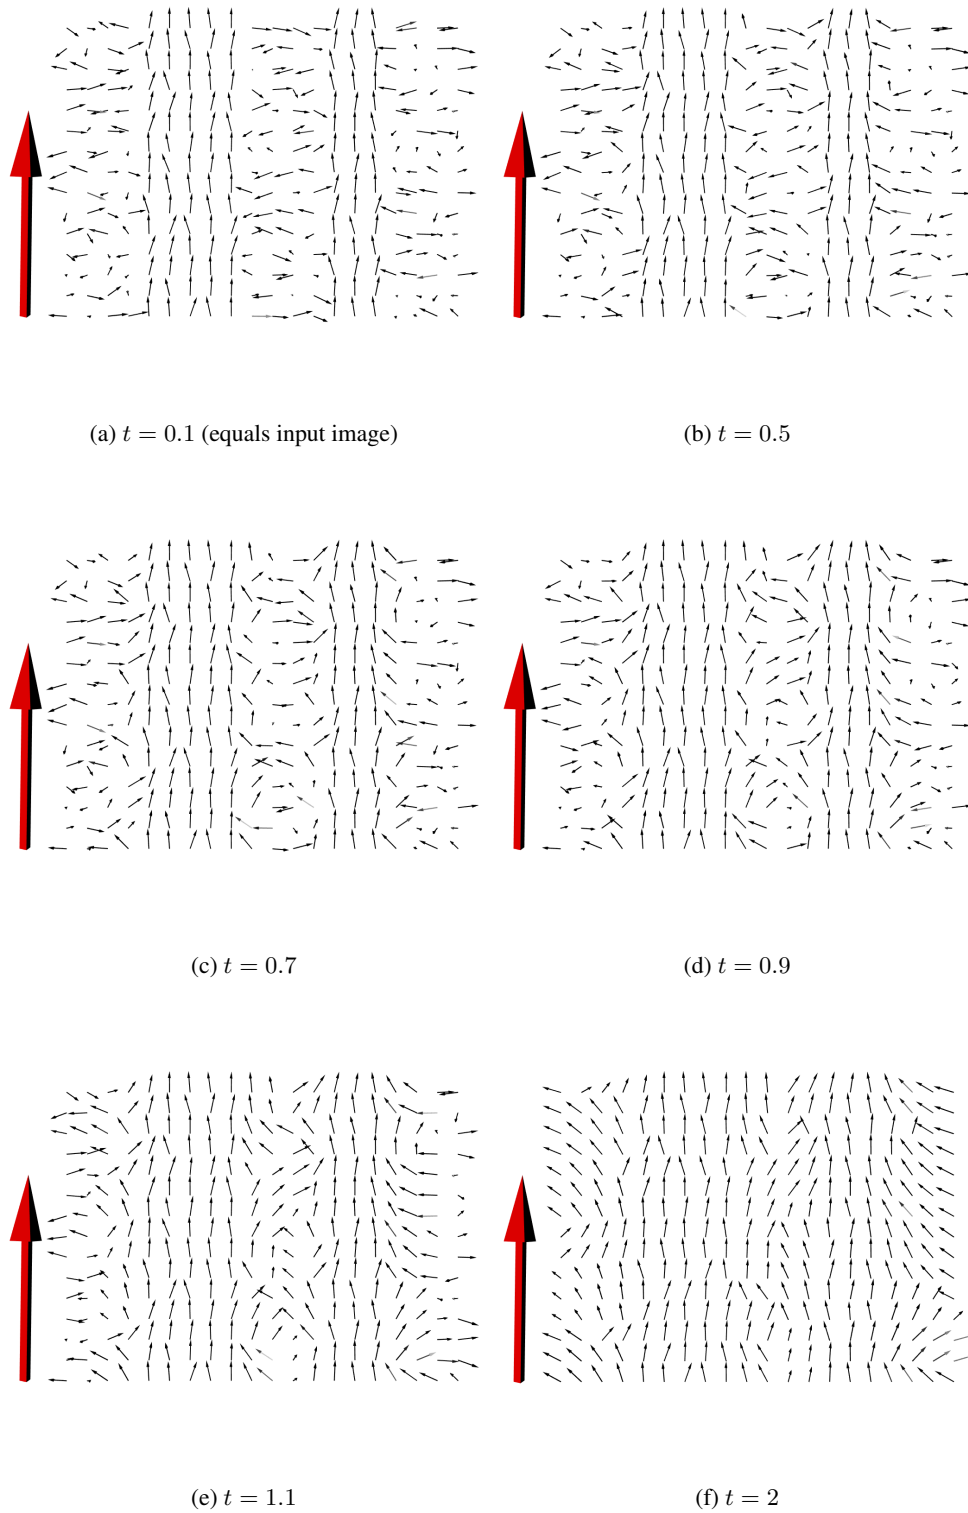 (a) t = 0.1 (equals input image)
(b) t = 0.5
(c) t = 0.7
(d) t = 0.9
(e) t = 1.1
(f) t = 2